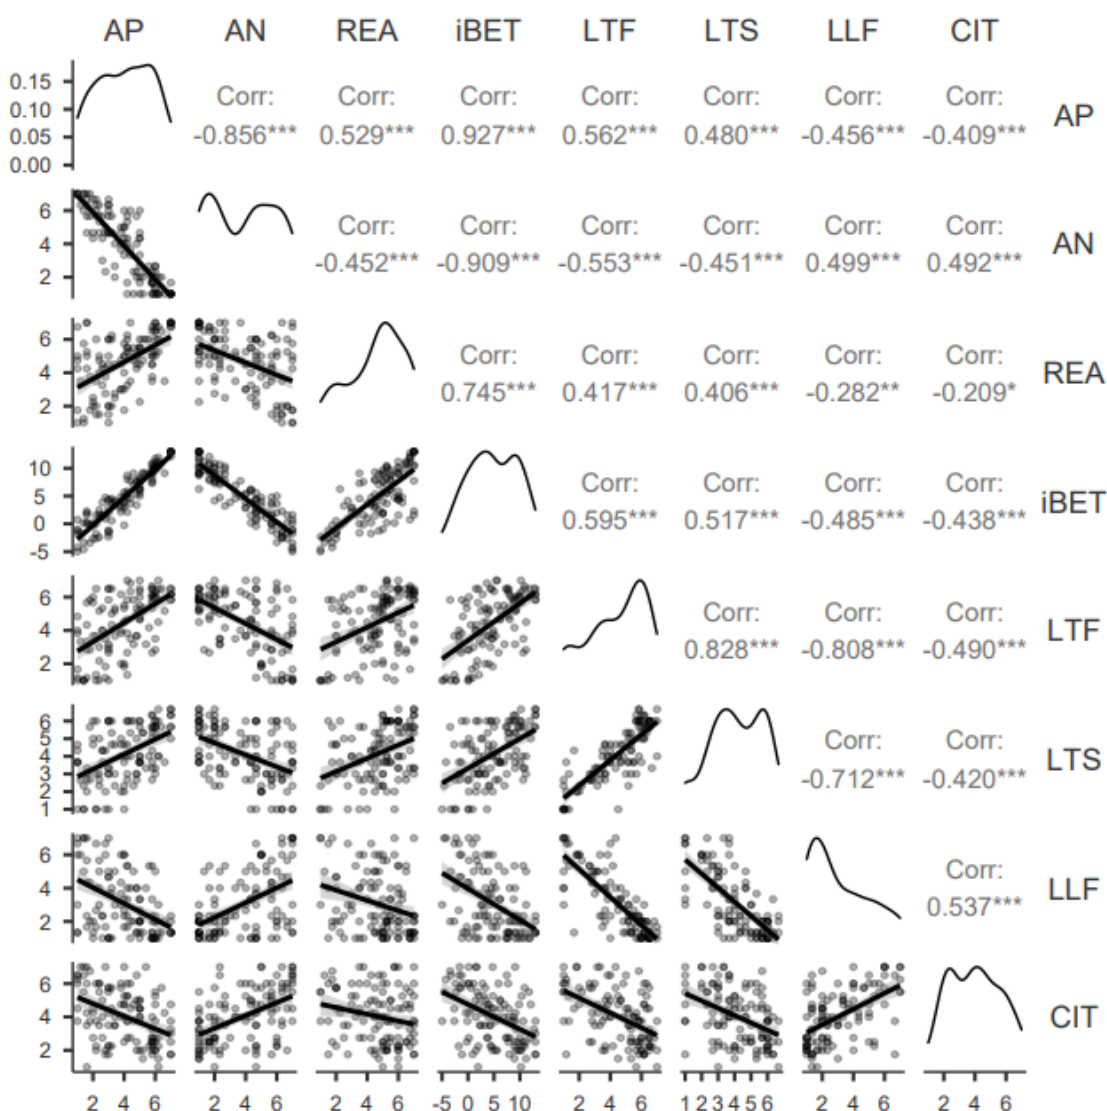 AP AN REA iBET LTF LTS LLF CIT
0.15
0.10
0.05
0.00
Corr: Corr: Corr: Corr: Corr: Corr: Corr:
-0.856*** 0.529*** 0.927*** 0.562*** 0.480*** -0.456*** -0.409***
AP
6
4
2
Corr: Corr: Corr: Corr: Corr: Corr:
-0.452*** -0.909*** -0.553*** -0.451*** 0.499*** 0.492***
AN
6
4
2
Corr: Corr: Corr: Corr: Corr:
0.745*** 0.417*** 0.406*** -0.282** -0.209*
REA
10
5
0
-5
Corr: Corr: Corr: Corr:
0.595*** 0.517*** -0.485*** -0.438***
iBET
6
4
2
Corr: Corr: Corr:
0.828*** -0.808*** -0.490***
LTF
6
5
4
3
2
1
Corr: Corr:
-0.712*** -0.420***
LTS
6
4
2
Corr:
0.537***
LLF
6
4
2
CIT
2 4 6 2 4 6 2 4 6 -5 0 5 10 2 4 6 1 2 3 4 5 6 2 4 6 2 4 6